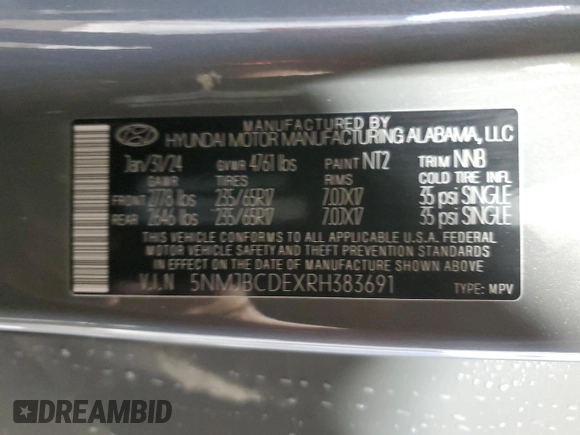 MANUFACTURED BY
HYUNDAI MOTOR MANUFACTURING ALABAMA, LLC
Jan/31/24 GVWR 4761 lbs PAINT NT2 TRIM NNB
GAWR TIRES RIMS COLD TIRE INFL
FRONT 2778 lbs 235/65R17 7.0JX17 35 psi SINGLE
REAR 2646 lbs 235/65R17 7.0JX17 35 psi SINGLE
THIS VEHICLE CONFORMS TO ALL APPLICABLE U.S.A. FEDERAL
MOTOR VEHICLE SAFETY AND THEFT PREVENTION STANDARDS
IN EFFECT ON THE DATE OF MANUFACTURE SHOWN ABOVE.
V.I.N 5NMJBCDEXRH383691 TYPE: MPV
DREAMBID